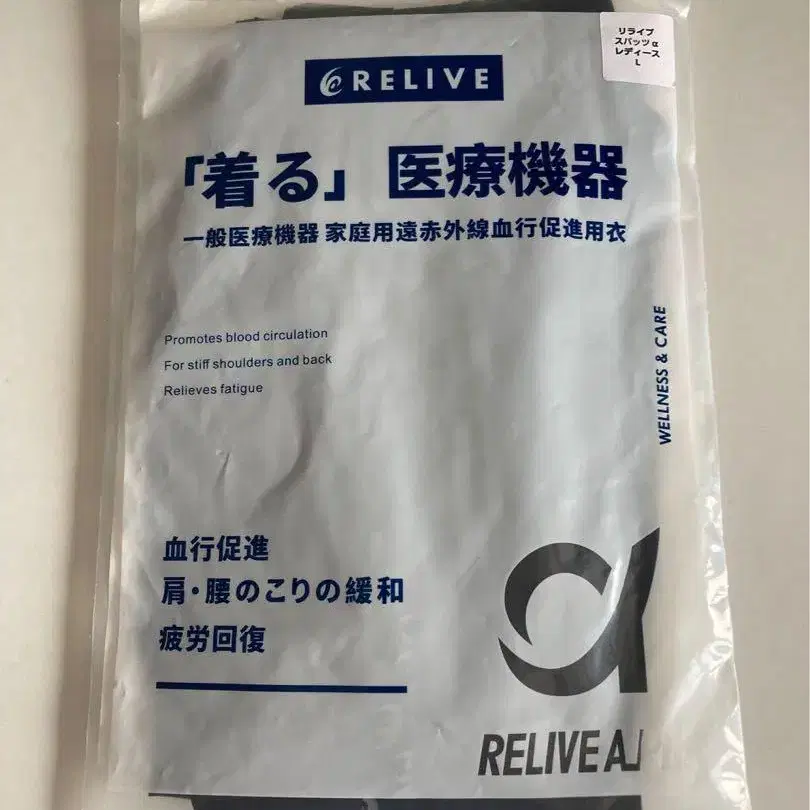 リライブ
スパッツα
レディース
L
RELIVE
「着る」医療機器
一般医療機器 家庭用遠赤外線血行促進用衣
Promotes blood circulation
For stiff shoulders and back
Relieves fatigue
WELLNESS & CARE
血行促進
肩・腰のこりの緩和
疲労回復
α
RELIVE